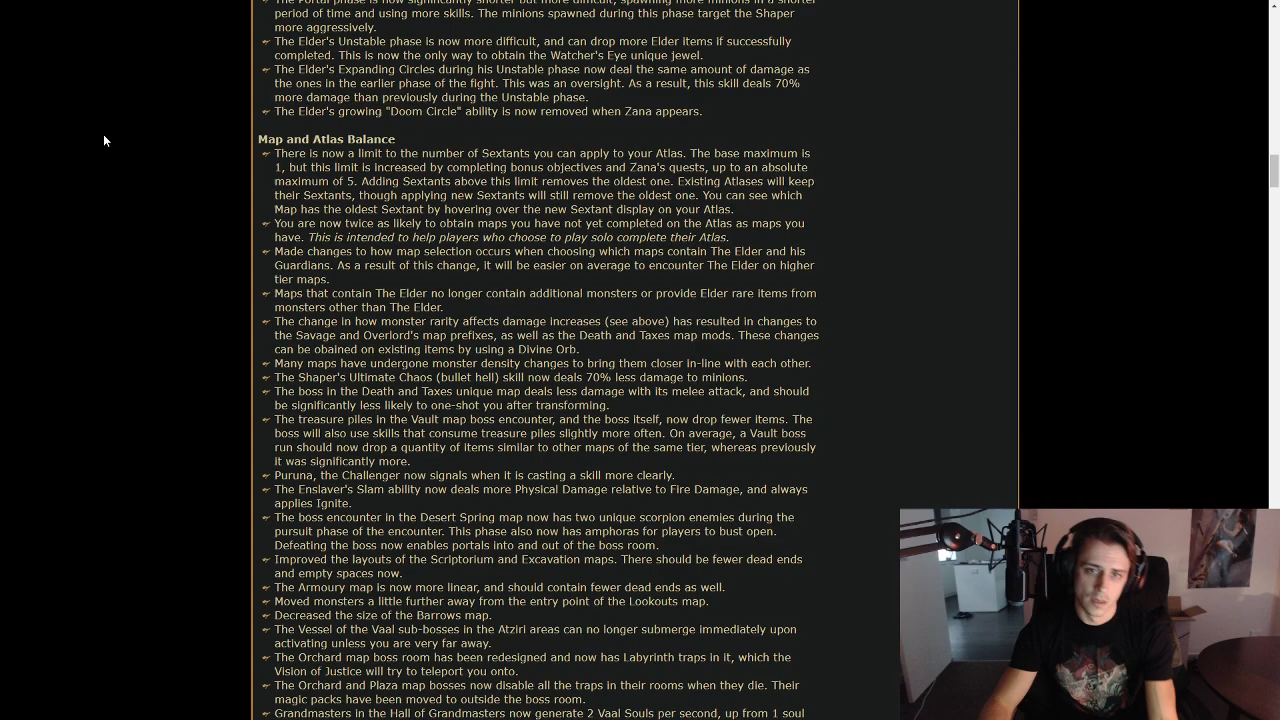 The Portal phase is now significantly shorter but more difficult, spawning more minions in a shorter
period of time and using more skills. The minions spawned during this phase target the Shaper
more aggressively.
The Elder's Unstable phase is now more difficult, and can drop more Elder items if successfully
completed. This is now the only way to obtain the Watcher's Eye unique jewel.
The Elder's Expanding Circles during his Unstable phase now deal the same amount of damage as
the ones in the earlier phase of the fight. This was an oversight. As a result, this skill deals 70%
more damage than previously during the Unstable phase.
The Elder's growing "Doom Circle" ability is now removed when Zana appears.
Map and Atlas Balance
There is now a limit to the number of Sextants you can apply to your Atlas. The base maximum is
1, but this limit is increased by completing bonus objectives and Zana's quests, up to an absolute
maximum of 5. Adding Sextants above this limit removes the oldest one. Existing Atlases will keep
their Sextants, though applying new Sextants will still remove the oldest one. You can see which
Map has the oldest Sextant by hovering over the new Sextant display on your Atlas.
You are now twice as likely to obtain maps you have not yet completed on the Atlas as maps you
have. This is intended to help players who choose to play solo complete their Atlas.
Made changes to how map selection occurs when choosing which maps contain The Elder and his
Guardians. As a result of this change, it will be easier on average to encounter The Elder on higher
tier maps.
Maps that contain The Elder no longer contain additional monsters or provide Elder rare items from
monsters other than The Elder.
The change in how monster rarity affects damage increases (see above) has resulted in changes to
the Savage and Overlord's map prefixes, as well as the Death and Taxes map mods. These changes
can be obained on existing items by using a Divine Orb.
Many maps have undergone monster density changes to bring them closer in-line with each other.
The Shaper's Ultimate Chaos (bullet hell) skill now deals 70% less damage to minions.
The boss in the Death and Taxes unique map deals less damage with its melee attack, and should
be significantly less likely to one-shot you after transforming.
The treasure piles in the Vault map boss encounter, and the boss itself, now drop fewer items. The
boss will also use skills that consume treasure piles slightly more often. On average, a Vault boss
run should now drop a quantity of items similar to other maps of the same tier, whereas previously
it was significantly more.
Puruna, the Challenger now signals when it is casting a skill more clearly.
The Enslaver's Slam ability now deals more Physical Damage relative to Fire Damage, and always
applies Ignite.
The boss encounter in the Desert Spring map now has two unique scorpion enemies during the
pursuit phase of the encounter. This phase also now has amphoras for players to bust open.
Defeating the boss now enables portals into and out of the boss room.
Improved the layouts of the Scriptorium and Excavation maps. There should be fewer dead ends
and empty spaces now.
The Armoury map is now more linear, and should contain fewer dead ends as well.
Moved monsters a little further away from the entry point of the Lookouts map.
Decreased the size of the Barrows map.
The Vessel of the Vaal sub-bosses in the Atziri areas can no longer submerge immediately upon
activating unless you are very far away.
The Orchard map boss room has been redesigned and now has Labyrinth traps in it, which the
Vision of Justice will try to teleport you onto.
The Orchard and Plaza map bosses now disable all the traps in their rooms when they die. Their
magic packs have been moved to outside the boss room.
Grandmasters in the Hall of Grandmasters now generate 2 Vaal Souls per second, up from 1 soul